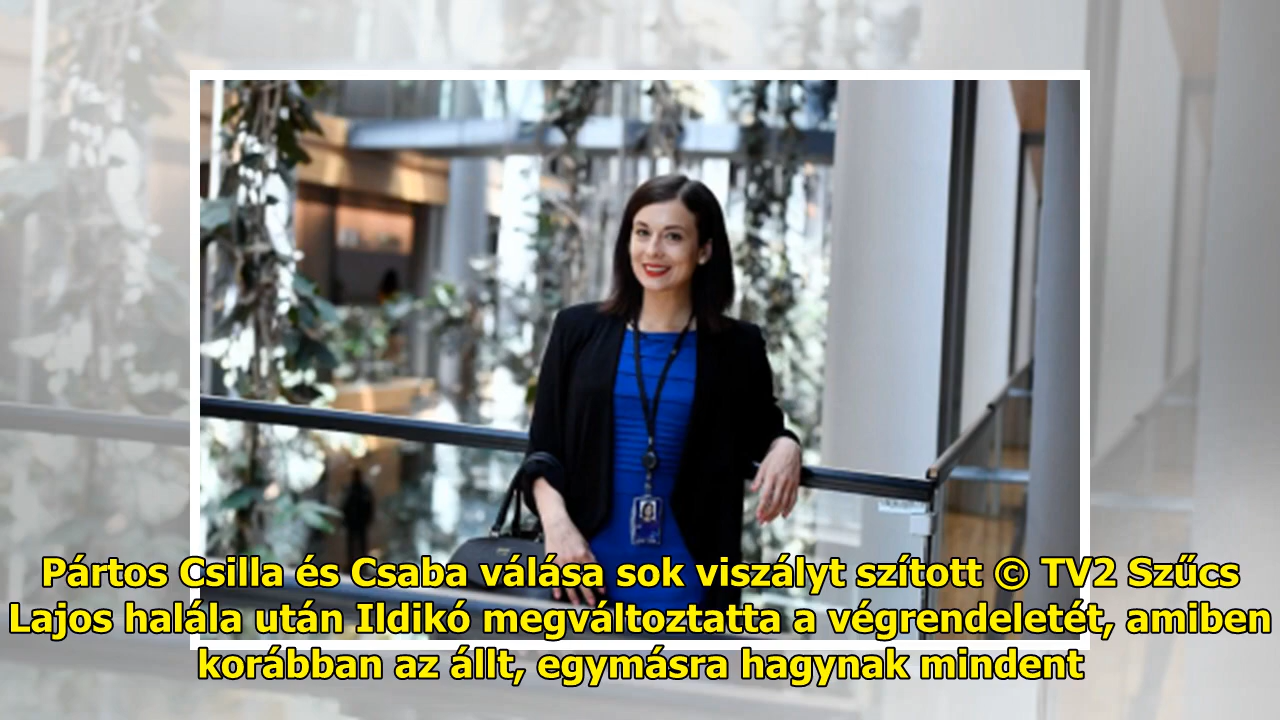 Pártos Csilla és Csaba válása sok viszályt szított © TV2 Szűcs
Lajos halála után Ildikó megváltoztatta a végrendeletét, amiben
korábban az állt, egymásra hagynak mindent